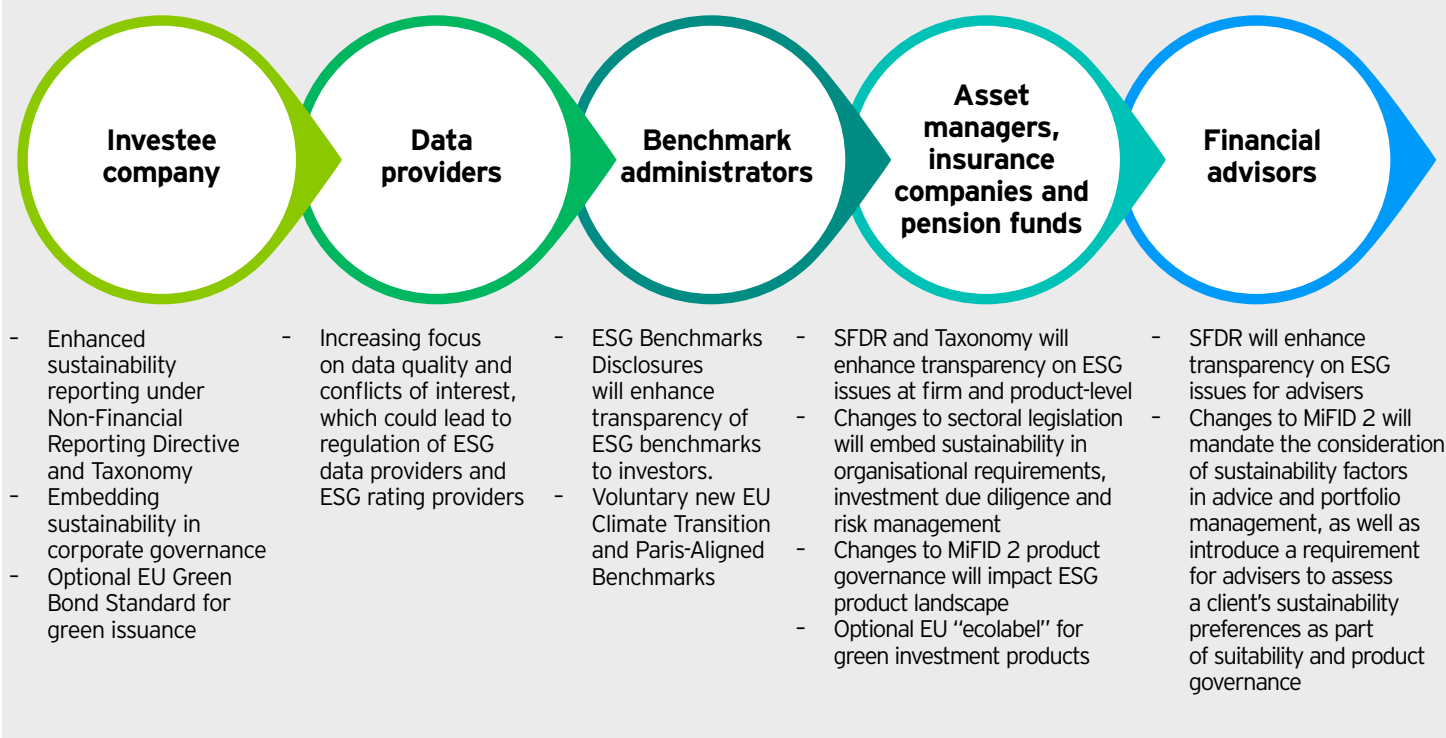 Investee
company
Data
providers
Benchmark
administrators
Asset
managers,
insurance
companies and
pension funds
Financial
advisors
– Enhanced
sustainability
reporting under
Non-Financial
Reporting Directive
and Taxonomy
– Embedding
sustainability in
corporate governance
– Optional EU Green
Bond Standard for
green issuance
– Increasing focus
on data quality and
conflicts of interest,
which could lead to
regulation of ESG
data providers and
ESG rating providers
– ESG Benchmarks
Disclosures
will enhance
transparency of
ESG benchmarks
to investors.
– Voluntary new EU
Climate Transition
and Paris-Aligned
Benchmarks
– SFDR and Taxonomy will
enhance transparency on ESG
issues at firm and product-level
– Changes to sectoral legislation
will embed sustainability in
organisational requirements,
investment due diligence and
risk management
– Changes to MiFID 2 product
governance will impact ESG
product landscape
– Optional EU “ecolabel” for
green investment products
– SFDR will enhance
transparency on ESG
issues for advisers
– Changes to MiFID 2 will
mandate the consideration
of sustainability factors
in advice and portfolio
management, as well as
introduce a requirement
for advisers to assess
a client’s sustainability
preferences as part
of suitability and product
governance